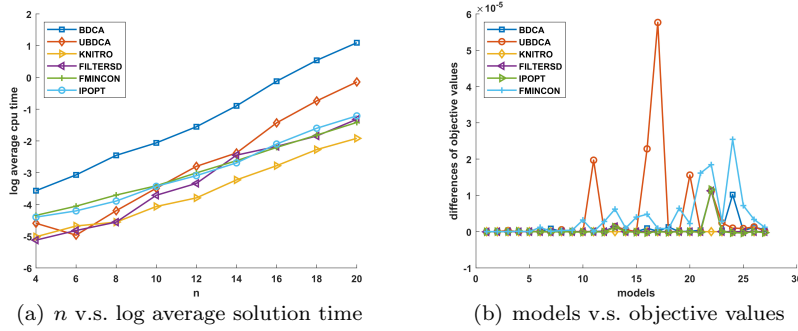 BDCA
UBDCA
KNITRO
FILTERSD
FMINCON
IPOPT
2
1
0
-1
-2
-3
-4
-5
-6
log average cpu time
4 6 8 10 12 14 16 18 20
n
(a) n v.s. log average solution time
×10⁻⁵
BDCA
UBDCA
KNITRO
FILTERSD
IPOPT
FMINCON
6
5
4
3
2
1
0
-1
differences of objective values
0 5 10 15 20 25 30
models
(b) models v.s. objective values